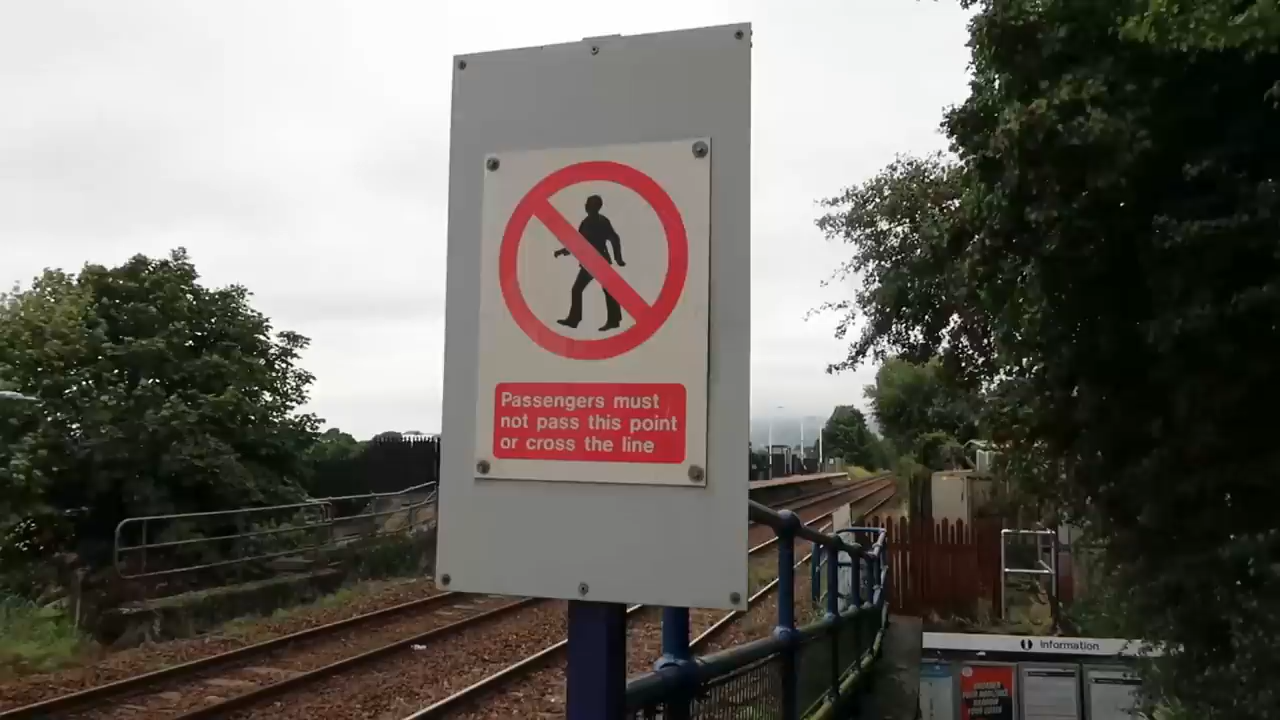 Passengers must
not pass this point
or cross the line
Information